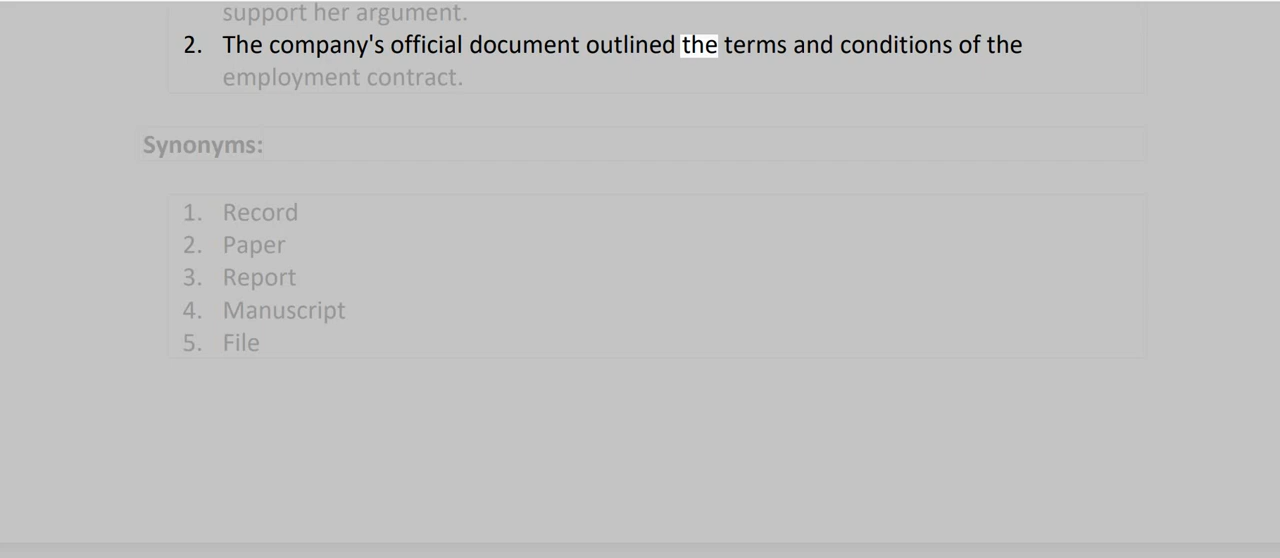 support her argument.
2. The company's official document outlined the terms and conditions of the
employment contract.
Synonyms:
1. Record
2. Paper
3. Report
4. Manuscript
5. File